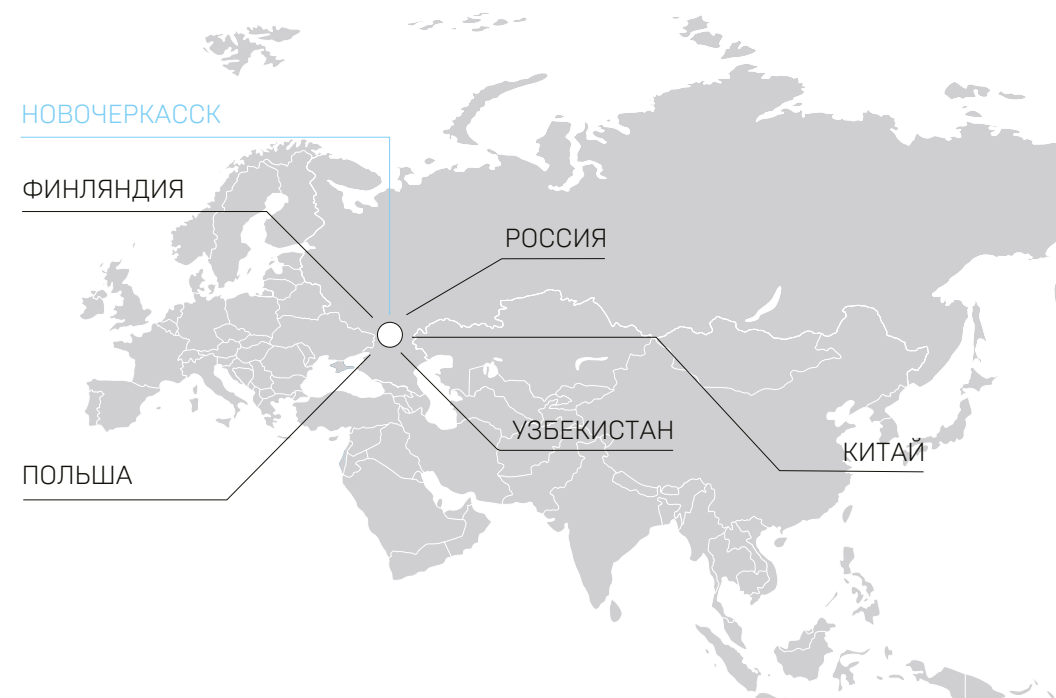 НОВОЧЕРКАССК
ФИНЛЯНДИЯ
РОССИЯ
УЗБЕКИСТАН
КИТАЙ
ПОЛЬША